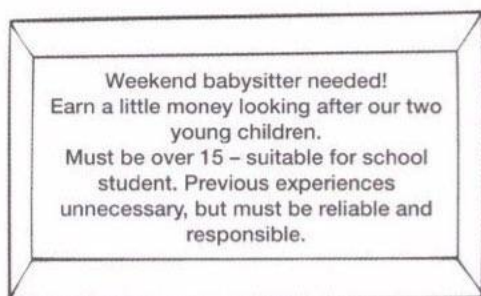 Weekend babysitter needed!
Earn a little money looking after our two
young children.
Must be over 15 – suitable for school
student. Previous experiences
unnecessary, but must be reliable and
responsible.